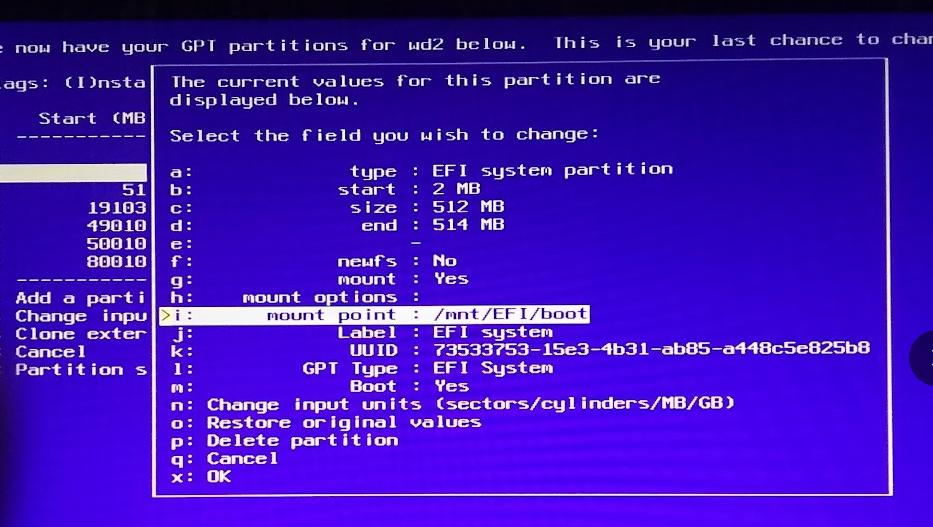 e now have your GPT partitions for wd2 below.  This is your last chance to chan
ags: (I)nsta
Start (MB
-----------
51
19103
49010
50010
80010
-----------
Add a parti
Change inpu
Clone exter
Cancel
Partition s
The current values for this partition are
displayed below.
Select the field you wish to change:
a: type : EFI system partition
b: start : 2 MB
c: size : 512 MB
d: end : 514 MB
e: -
f: newfs : No
g: mount : Yes
h: mount options :
>i: mount point : /mnt/EFI/boot
j: Label : EFI system
k: UUID : 73533753-15e3-4b31-ab85-a448c5e825b8
l: GPT Type : EFI System
m: Boot : Yes
n: Change input units (sectors/cylinders/MB/GB)
o: Restore original values
p: Delete partition
q: Cancel
x: OK